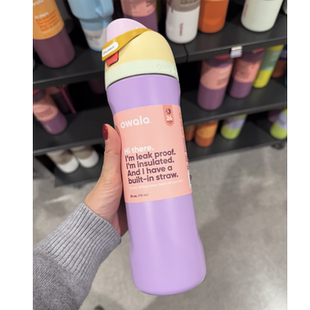 owala.
Hi there.
I'm leak proof.
I'm insulated.
And I have a
built-in straw.